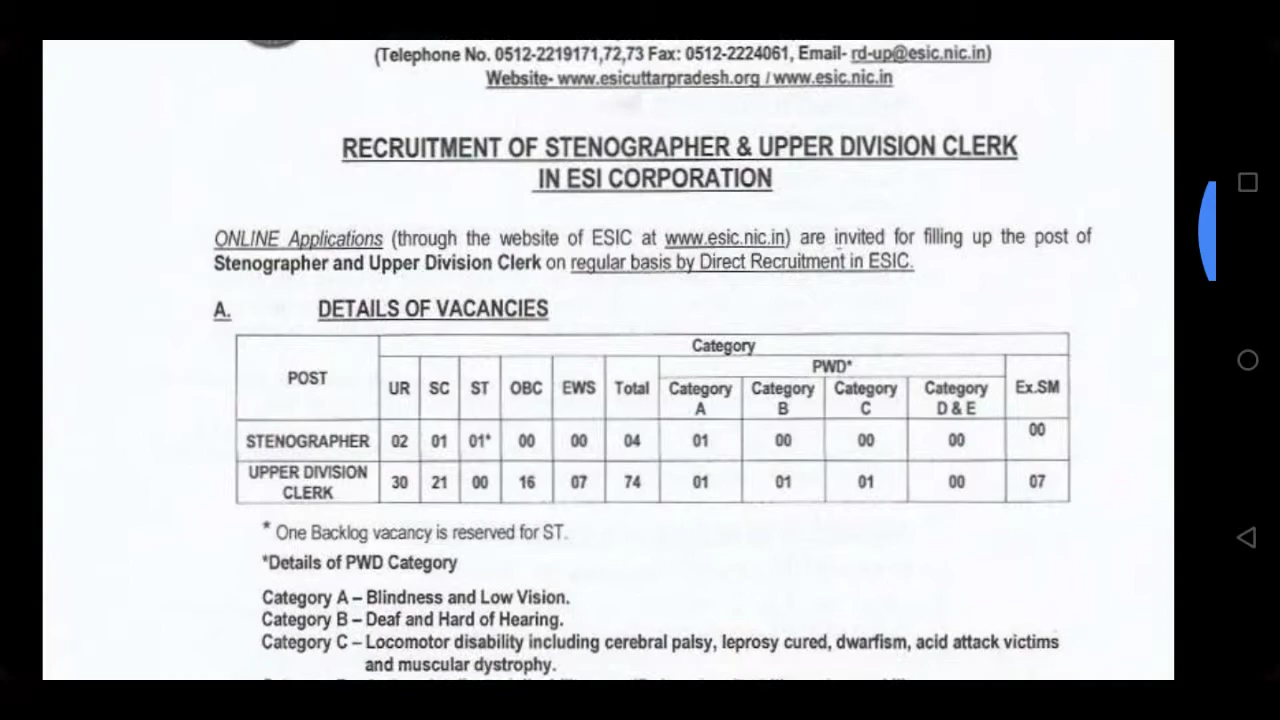 (Telephone No. 0512-2219171,72,73 Fax: 0512-2224061, Email- rd-up@esic.nic.in)
Website- www.esicuttarpradesh.org / www.esic.nic.in
RECRUITMENT OF STENOGRAPHER & UPPER DIVISION CLERK
IN ESI CORPORATION
ONLINE Applications (through the website of ESIC at www.esic.nic.in) are invited for filling up the post of
Stenographer and Upper Division Clerk on regular basis by Direct Recruitment in ESIC.
A. DETAILS OF VACANCIES
Category
POST UR SC ST OBC EWS Total PWD* Ex.SM
Category A Category B Category C Category D & E
STENOGRAPHER 02 01 01* 00 00 04 01 00 00 00 00
UPPER DIVISION CLERK 30 21 00 16 07 74 01 01 01 00 07
* One Backlog vacancy is reserved for ST.
*Details of PWD Category
Category A – Blindness and Low Vision.
Category B – Deaf and Hard of Hearing.
Category C – Locomotor disability including cerebral palsy, leprosy cured, dwarfism, acid attack victims
and muscular dystrophy.